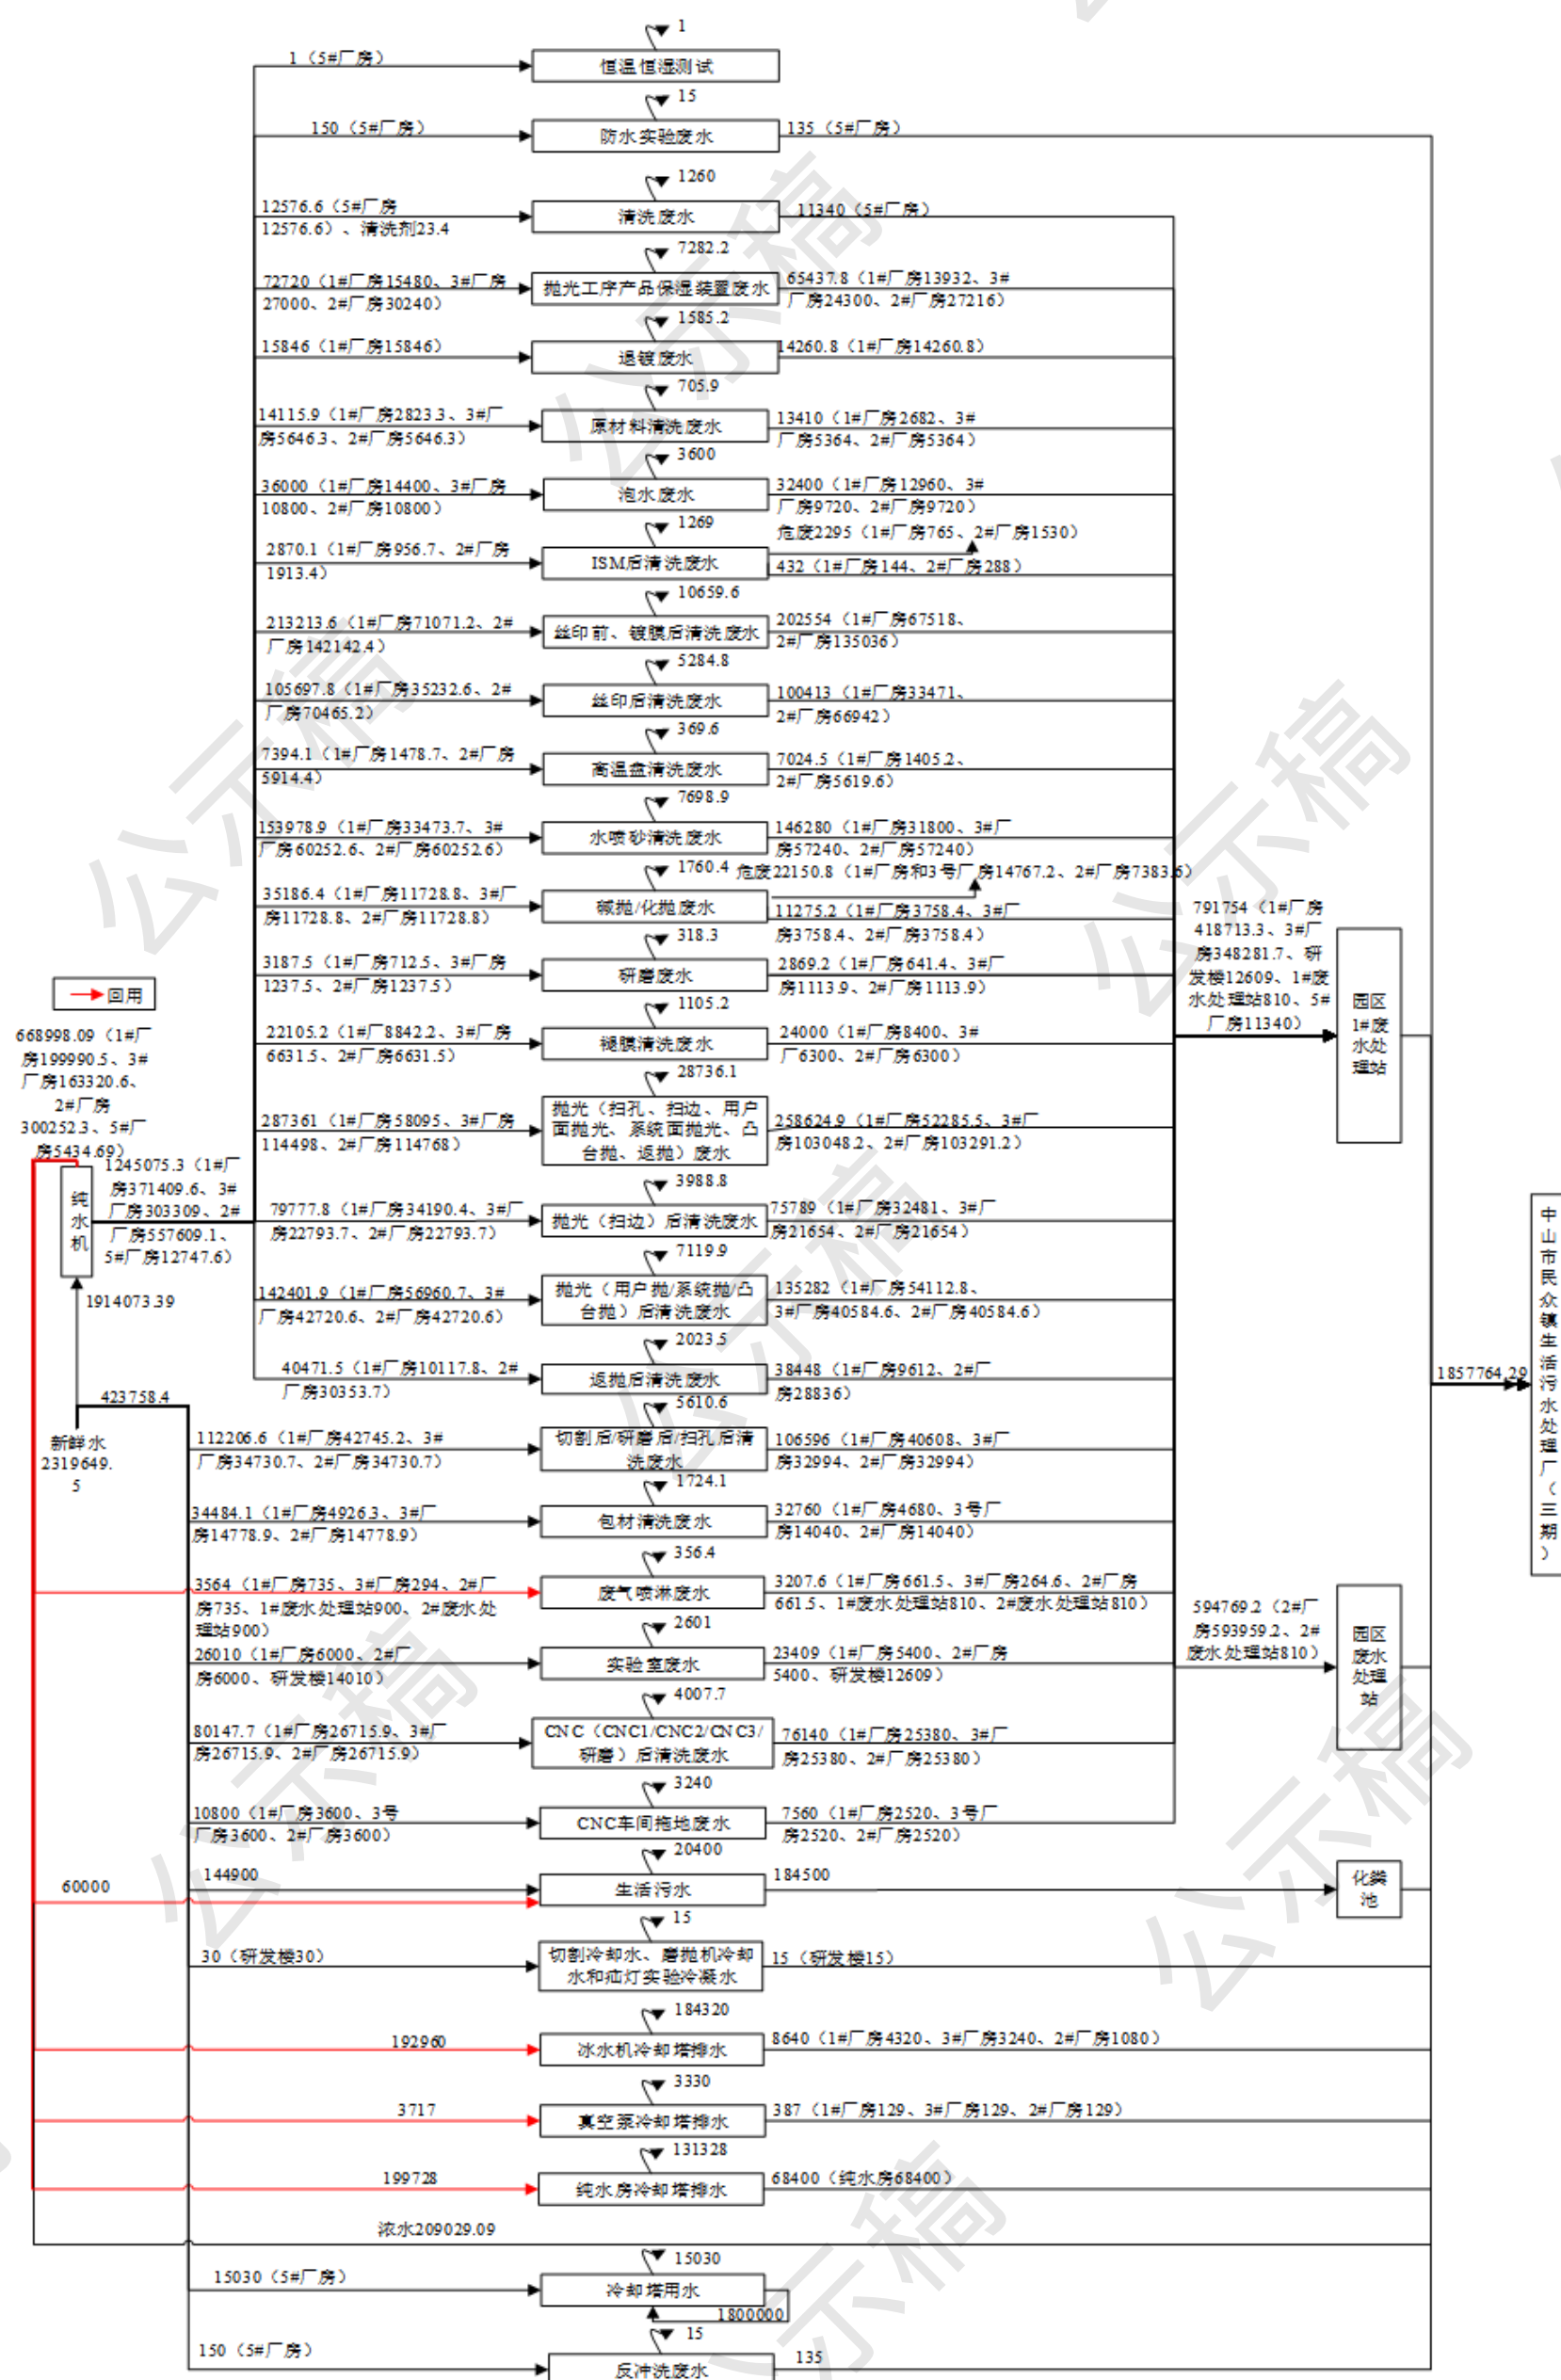 1
1（5#厂房）
恒温恒湿测试
15
150（5#厂房）
防水实验废水
135（5#厂房）
1260
12576.6（5#厂房
12576.6）、清洗剂23.4
清洗废水
11340（5#厂房）
7282.2
72720（1#厂房15480、3#厂房
27000、2#厂房30240）
抛光工序产品保湿装置废水
65437.8（1#厂房13932、3#
厂房24300、2#厂房27216）
1585.2
15846（1#厂房15846）
退镀废水
14260.8（1#厂房14260.8）
705.9
14115.9（1#厂房2823.3、3#厂
房5646.3、2#厂房5646.3）
原材料清洗废水
13410（1#厂房2682、3#
厂房5364、2#厂房5364）
3600
36000（1#厂房14400、3#厂房
10800、2#厂房10800）
泡水废水
32400（1#厂房12960、3#
厂房9720、2#厂房9720）
1269
危废2295（1#厂房765、2#厂房1530）
2870.1（1#厂房956.7、2#厂房
1913.4）
ISM后清洗废水
432（1#厂房144、2#厂房288）
10659.6
213213.6（1#厂房71071.2、2#
厂房142142.4）
丝印前、镀膜后清洗废水
202554（1#厂房67518、
2#厂房135036）
5284.8
105697.8（1#厂房35232.6、2#
厂房70465.2）
丝印后清洗废水
100413（1#厂房33471、
2#厂房66942）
369.6
7394.1（1#厂房1478.7、2#厂房
5914.4）
高温盘清洗废水
7024.5（1#厂房1405.2、
2#厂房5619.6）
7698.9
153978.9（1#厂房33473.7、3#
厂房60252.6、2#厂房60252.6）
水喷砂清洗废水
146280（1#厂房31800、3#厂
房57240、2#厂房57240）
1760.4
危废22150.8（1#厂房和3号厂房14767.2、2#厂房7383.6）
35186.4（1#厂房11728.8、3#厂
房11728.8、2#厂房11728.8）
碱抛/化抛废水
11275.2（1#厂房3758.4、3#厂
房3758.4、2#厂房3758.4）
791754（1#厂房
418713.3、3#厂
房348281.7、研
发楼12609、1#废
水处理站810、5#
厂房11340）
园区
1#废
水处
理站
318.3
3187.5（1#厂房712.5、3#厂房
1237.5、2#厂房1237.5）
研磨废水
2869.2（1#厂房641.4、3#厂
房1113.9、2#厂房1113.9）
回用
1105.2
22105.2（1#厂8842.2、3#厂房
6631.5、2#厂房6631.5）
褪膜清洗废水
24000（1#厂房8400、3#
厂6300、2#厂房6300）
668998.09（1#厂
房199990.5、3#
厂房163320.6、
2#厂房
300252.3、5#厂
房5434.69）
28736.1
287361（1#厂房58095、3#厂房
114498、2#厂房114768）
抛光（扫孔、扫边、用户
面抛光、系统面抛光、凸
台抛、返抛）废水
258624.9（1#厂房52285.5、3#厂
房103048.2、2#厂房103291.2）
纯
水
机
1245075.3（1#厂
房371409.6、3#
厂房303309、2#
厂房557609.1、
5#厂房12747.6）
3988.8
79777.8（1#厂房34190.4、3#厂
房22793.7、2#厂房22793.7）
抛光（扫边）后清洗废水
75789（1#厂房32481、3#厂
房21654、2#厂房21654）
7119.9
1914073.39
142401.9（1#厂房56960.7、3#
厂房42720.6、2#厂房42720.6）
抛光（用户抛/系统抛/凸
台抛）后清洗废水
135282（1#厂房54112.8、
3#厂房40584.6、2#厂房40584.6）
2023.5
40471.5（1#厂房10117.8、2#
厂房30353.7）
返抛后清洗废水
38448（1#厂房9612、2#厂
房28836）
1857764.29
中
山
市
民
众
镇
生
活
污
水
处
理
厂
（
三
期
）
423758.4
新鲜水
2319649.
5
5610.6
112206.6（1#厂房42745.2、3#
厂房34730.7、2#厂房34730.7）
切割后/研磨后/扫孔后清
洗废水
106596（1#厂房40608、3#厂
房32994、2#厂房32994）
1724.1
34484.1（1#厂房4926.3、3#厂
房14778.9、2#厂房14778.9）
包材清洗废水
32760（1#厂房4680、3号厂
房14040、2#厂房14040）
356.4
3564（1#厂房735、3#厂房294、2#厂
房735、1#废水处理站900、2#废水处
理站900）
废气喷淋废水
3207.6（1#厂房661.5、3#厂房264.6、2#厂房
661.5、1#废水处理站810、2#废水处理站810）
594769.2（2#厂
房593959.2、2#
废水处理站810）
园区
废水
处理
站
2601
26010（1#厂房6000、2#厂
房6000、研发楼14010）
实验室废水
23409（1#厂房5400、2#厂房
5400、研发楼12609）
4007.7
80147.7（1#厂房26715.9、3#厂
房26715.9、2#厂房26715.9）
CNC（CNC1/CNC2/CNC3/
研磨）后清洗废水
76140（1#厂房25380、3#厂
房25380、2#厂房25380）
3240
10800（1#厂房3600、3号
厂房3600、2#厂房3600）
CNC车间拖地废水
7560（1#厂房2520、3号厂
房2520、2#厂房2520）
20400
60000
144900
生活污水
184500
化粪
池
15
30（研发楼30）
切割冷却水、磨抛机冷却
水和疝灯实验冷凝水
15（研发楼15）
184320
192960
冰水机冷却塔排水
8640（1#厂房4320、3#厂房3240、2#厂房1080）
3330
3717
真空泵冷却塔排水
387（1#厂房129、3#厂房129、2#厂房129）
131328
199728
纯水房冷却塔排水
68400（纯水房68400）
浓水209029.09
15030
15030（5#厂房）
冷却塔用水
1800000
15
150（5#厂房）
反冲洗废水
135
公示稿
公示稿
公示稿
公示稿
公示稿
公示稿
公示稿